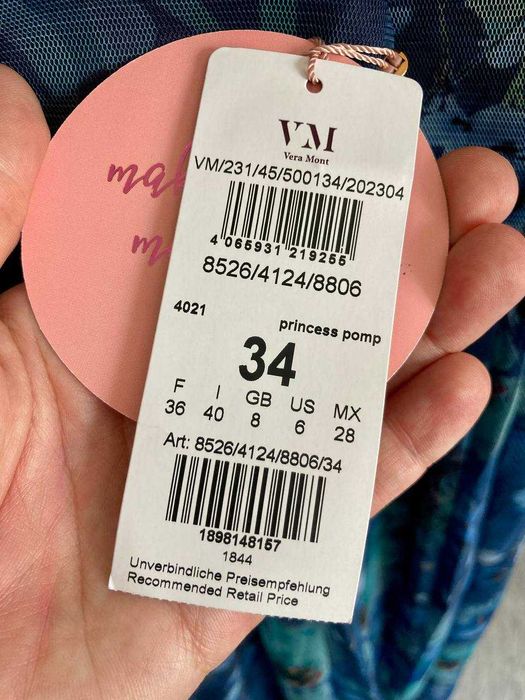 VM
Vera Mont
VM/231/45/500134/202304
4 065931 219255
8526/4124/8806
4021
princess pomp
34
F I GB US MX
36 40 8 6 28
Art: 8526/4124/8806/34
1898148157
1844
Unverbindliche Preisempfehlung
Recommended Retail Price